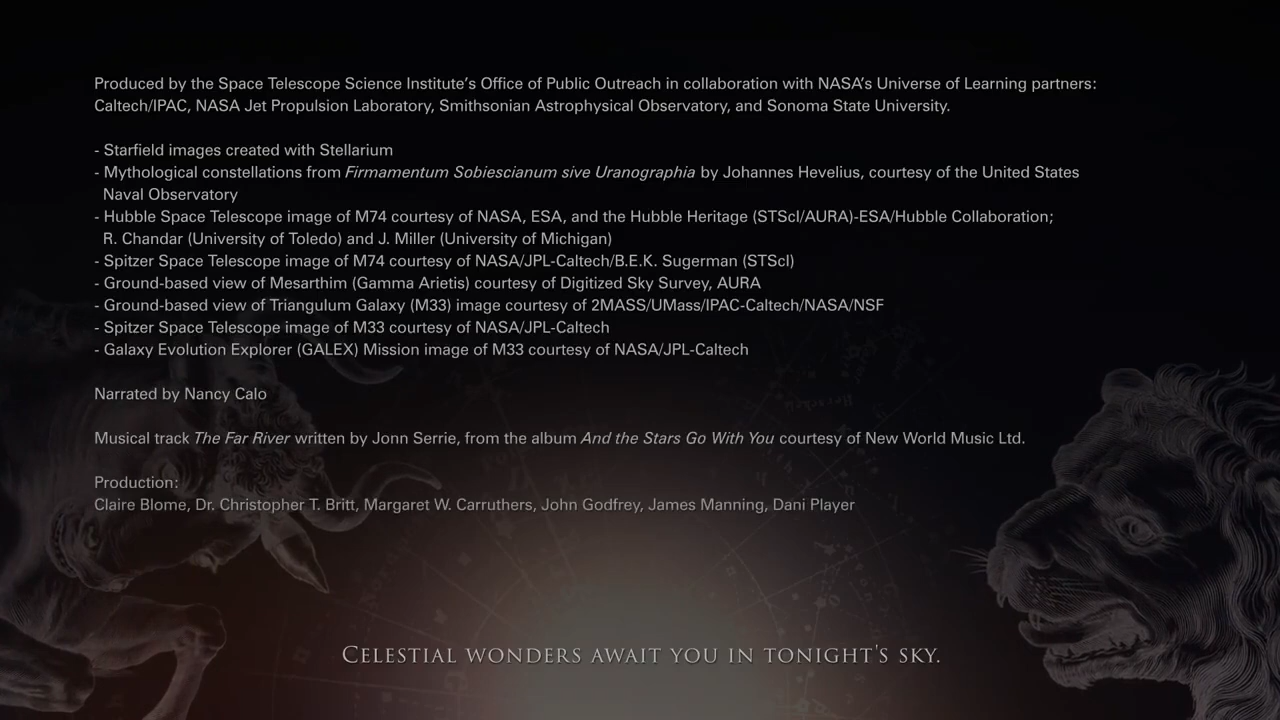 Produced by the Space Telescope Science Institute's Office of Public Outreach in collaboration with NASA's Universe of Learning partners:
Caltech/IPAC, NASA Jet Propulsion Laboratory, Smithsonian Astrophysical Observatory, and Sonoma State University.
- Starfield images created with Stellarium
- Mythological constellations from Firmamentum Sobiescianum sive Uranographia by Johannes Hevelius, courtesy of the United States
Naval Observatory
- Hubble Space Telescope image of M74 courtesy of NASA, ESA, and the Hubble Heritage (STScI/AURA)-ESA/Hubble Collaboration;
R. Chandar (University of Toledo) and J. Miller (University of Michigan)
- Spitzer Space Telescope image of M74 courtesy of NASA/JPL-Caltech/B.E.K. Sugerman (STScI)
- Ground-based view of Mesarthim (Gamma Arietis) courtesy of Digitized Sky Survey, AURA
- Ground-based view of Triangulum Galaxy (M33) image courtesy of 2MASS/UMass/IPAC-Caltech/NASA/NSF
- Spitzer Space Telescope image of M33 courtesy of NASA/JPL-Caltech
- Galaxy Evolution Explorer (GALEX) Mission image of M33 courtesy of NASA/JPL-Caltech
Narrated by Nancy Calo
Musical track The Far River written by Jonn Serrie, from the album And the Stars Go With You courtesy of New World Music Ltd.
Production:
Claire Blome, Dr. Christopher T. Britt, Margaret W. Carruthers, John Godfrey, James Manning, Dani Player
CELESTIAL WONDERS AWAIT YOU IN TONIGHT'S SKY.